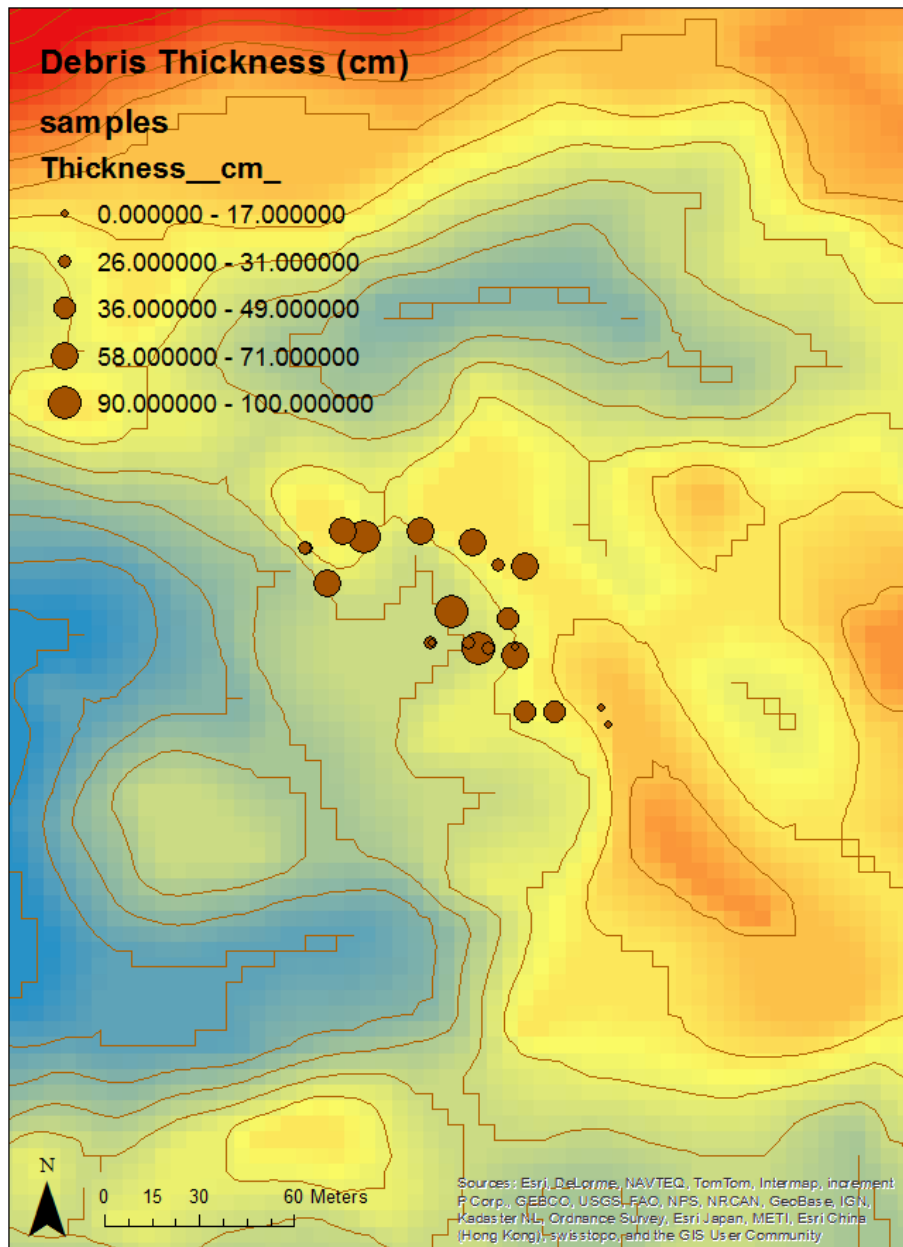 Debris Thickness (cm)
samples
Thickness__cm_
0.000000 - 17.000000
26.000000 - 31.000000
36.000000 - 49.000000
58.000000 - 71.000000
90.000000 - 100.000000
N
0 15 30 60 Meters
Sources: Esri, DeLorme, NAVTEQ, TomTom, Intermap, increment
P Corp., GEBCO, USGS, FAO, NPS, NRCAN, GeoBase, IGN,
Kadaster NL, Ordnance Survey, Esri Japan, METI, Esri China
(Hong Kong), swisstopo, and the GIS User Community